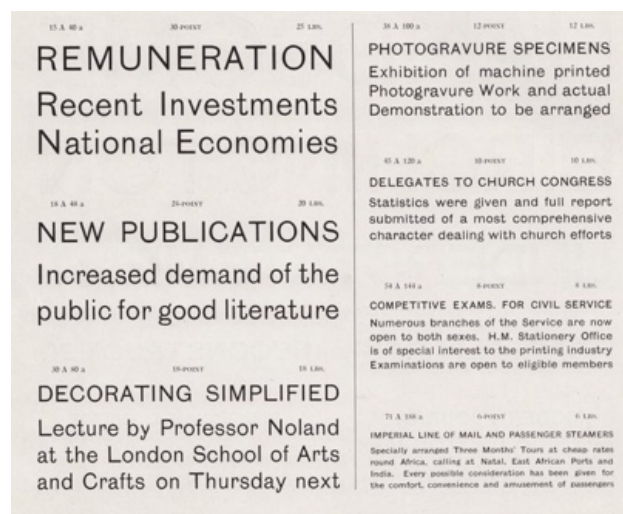 15 A 40 a 30-POINT 25 LBS.
REMUNERATION
Recent Investments
National Economies
18 A 48 a 24-POINT 20 LBS.
NEW PUBLICATIONS
Increased demand of the
public for good literature
30 A 80 a 18-POINT 18 LBS.
DECORATING SIMPLIFIED
Lecture by Professor Noland
at the London School of Arts
and Crafts on Thursday next
38 A 100 a 12-POINT 12 LBS.
PHOTOGRAVURE SPECIMENS
Exhibition of machine printed
Photogravure Work and actual
Demonstration to be arranged
45 A 120 a 10-POINT 10 LBS.
DELEGATES TO CHURCH CONGRESS
Statistics were given and full report
submitted of a most comprehensive
character dealing with church efforts
54 A 144 a 8-POINT 8 LBS.
COMPETITIVE EXAMS. FOR CIVIL SERVICE
Numerous branches of the Service are now
open to both sexes. H.M. Stationery Office
is of special interest to the printing industry
Examinations are open to eligible members
71 A 6-POINT 6 LBS.
IMPERIAL LINE OF MAIL AND PASSENGER STEAMERS
Specially arranged Three Months' Tours at cheap rates
round Africa, calling at Natal, East African Ports and
India. Every possible consideration has been given for
the comfort, convenience and amusement of passengers